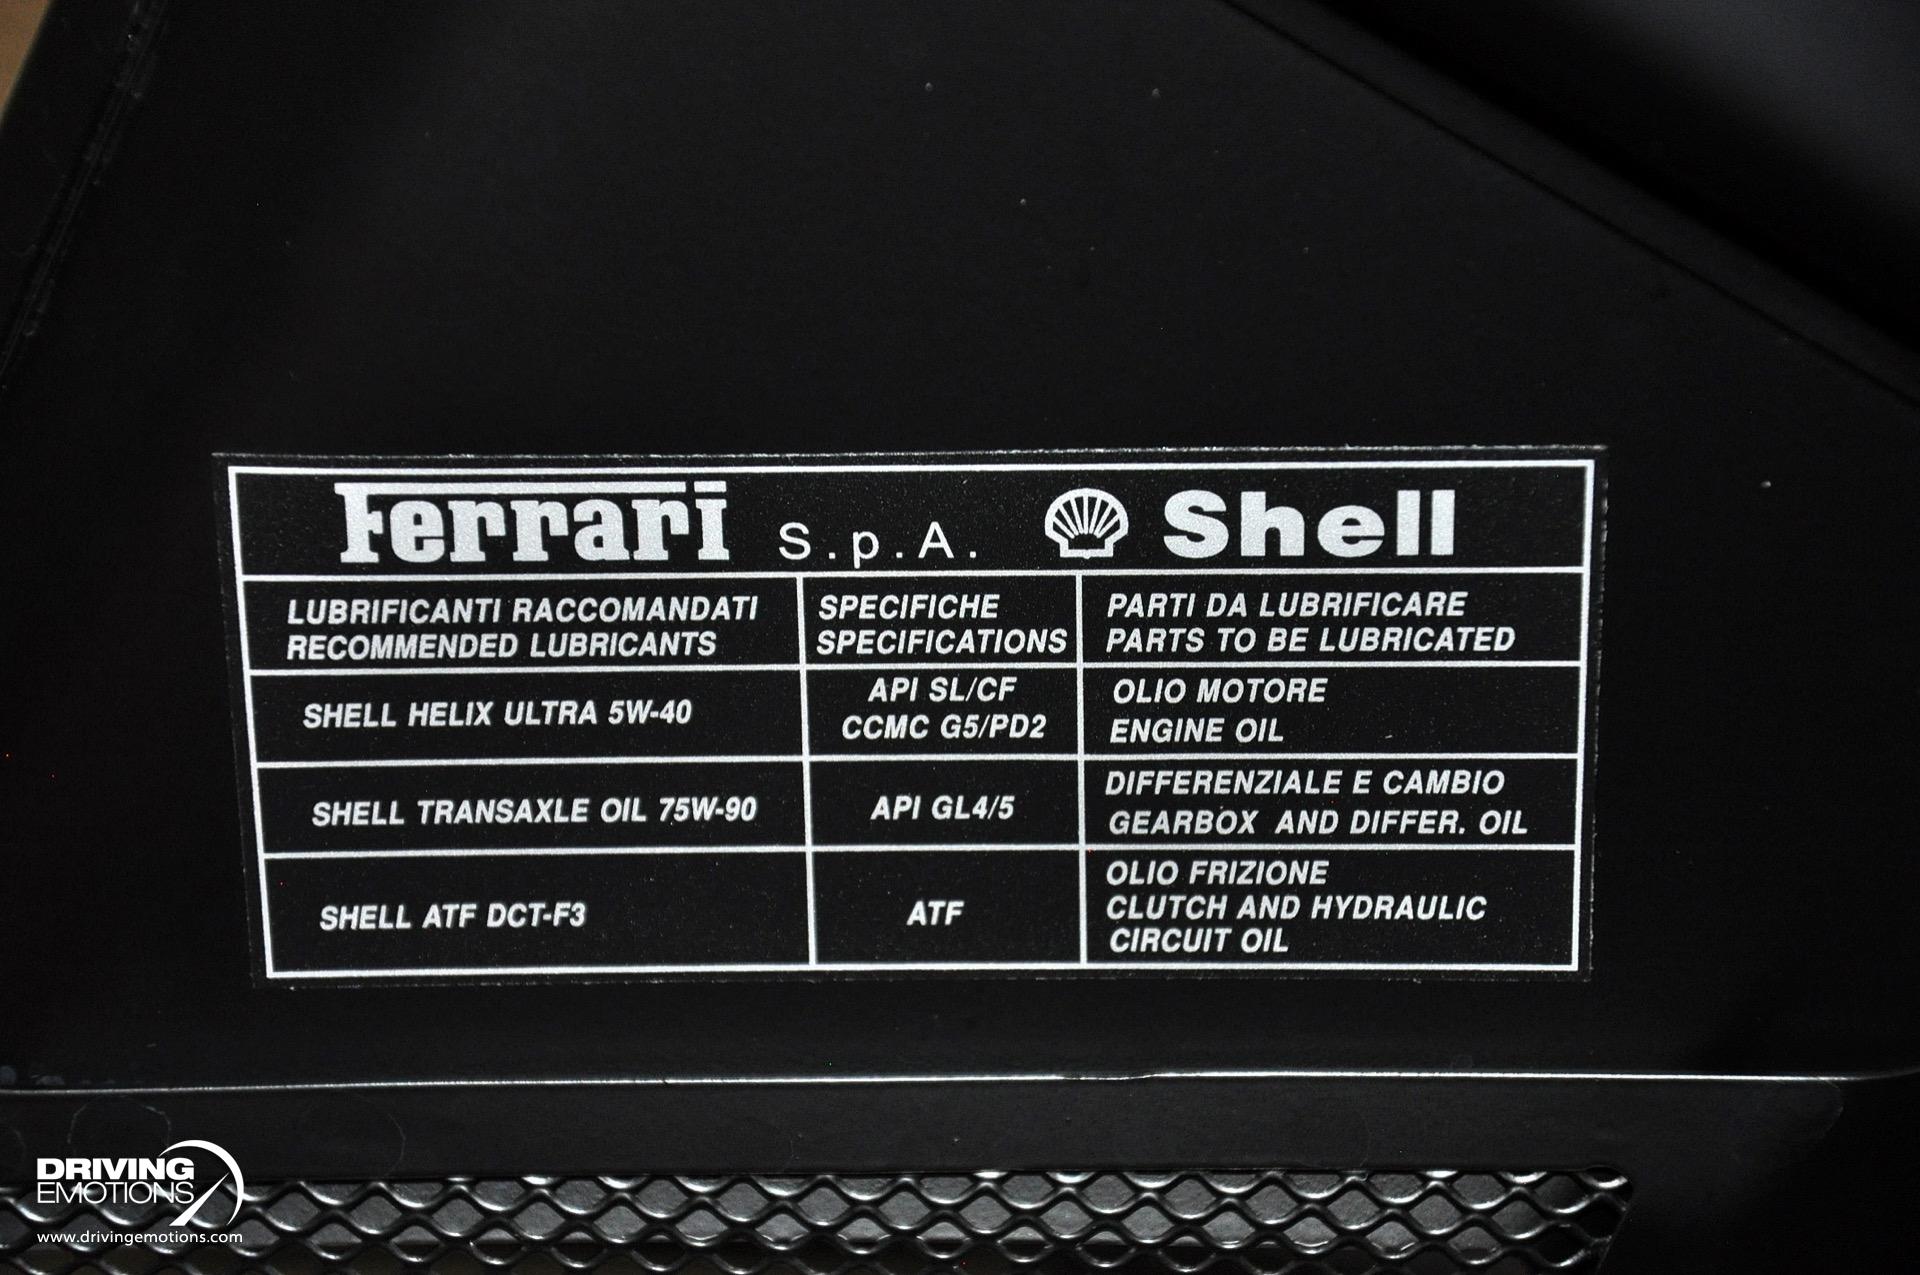 Ferrari S.p.A. Shell
LUBRIFICANTI RACCOMANDATI
RECOMMENDED LUBRICANTS
SPECIFICHE
SPECIFICATIONS
PARTI DA LUBRIFICARE
PARTS TO BE LUBRICATED
SHELL HELIX ULTRA 5W-40
API SL/CF
CCMC G5/PD2
OLIO MOTORE
ENGINE OIL
SHELL TRANSAXLE OIL 75W-90
API GL4/5
DIFFERENZIALE E CAMBIO
GEARBOX AND DIFFER. OIL
SHELL ATF DCT-F3
ATF
OLIO FRIZIONE
CLUTCH AND HYDRAULIC
CIRCUIT OIL
DRIVING
EMOTIONS
www.drivingemotions.com